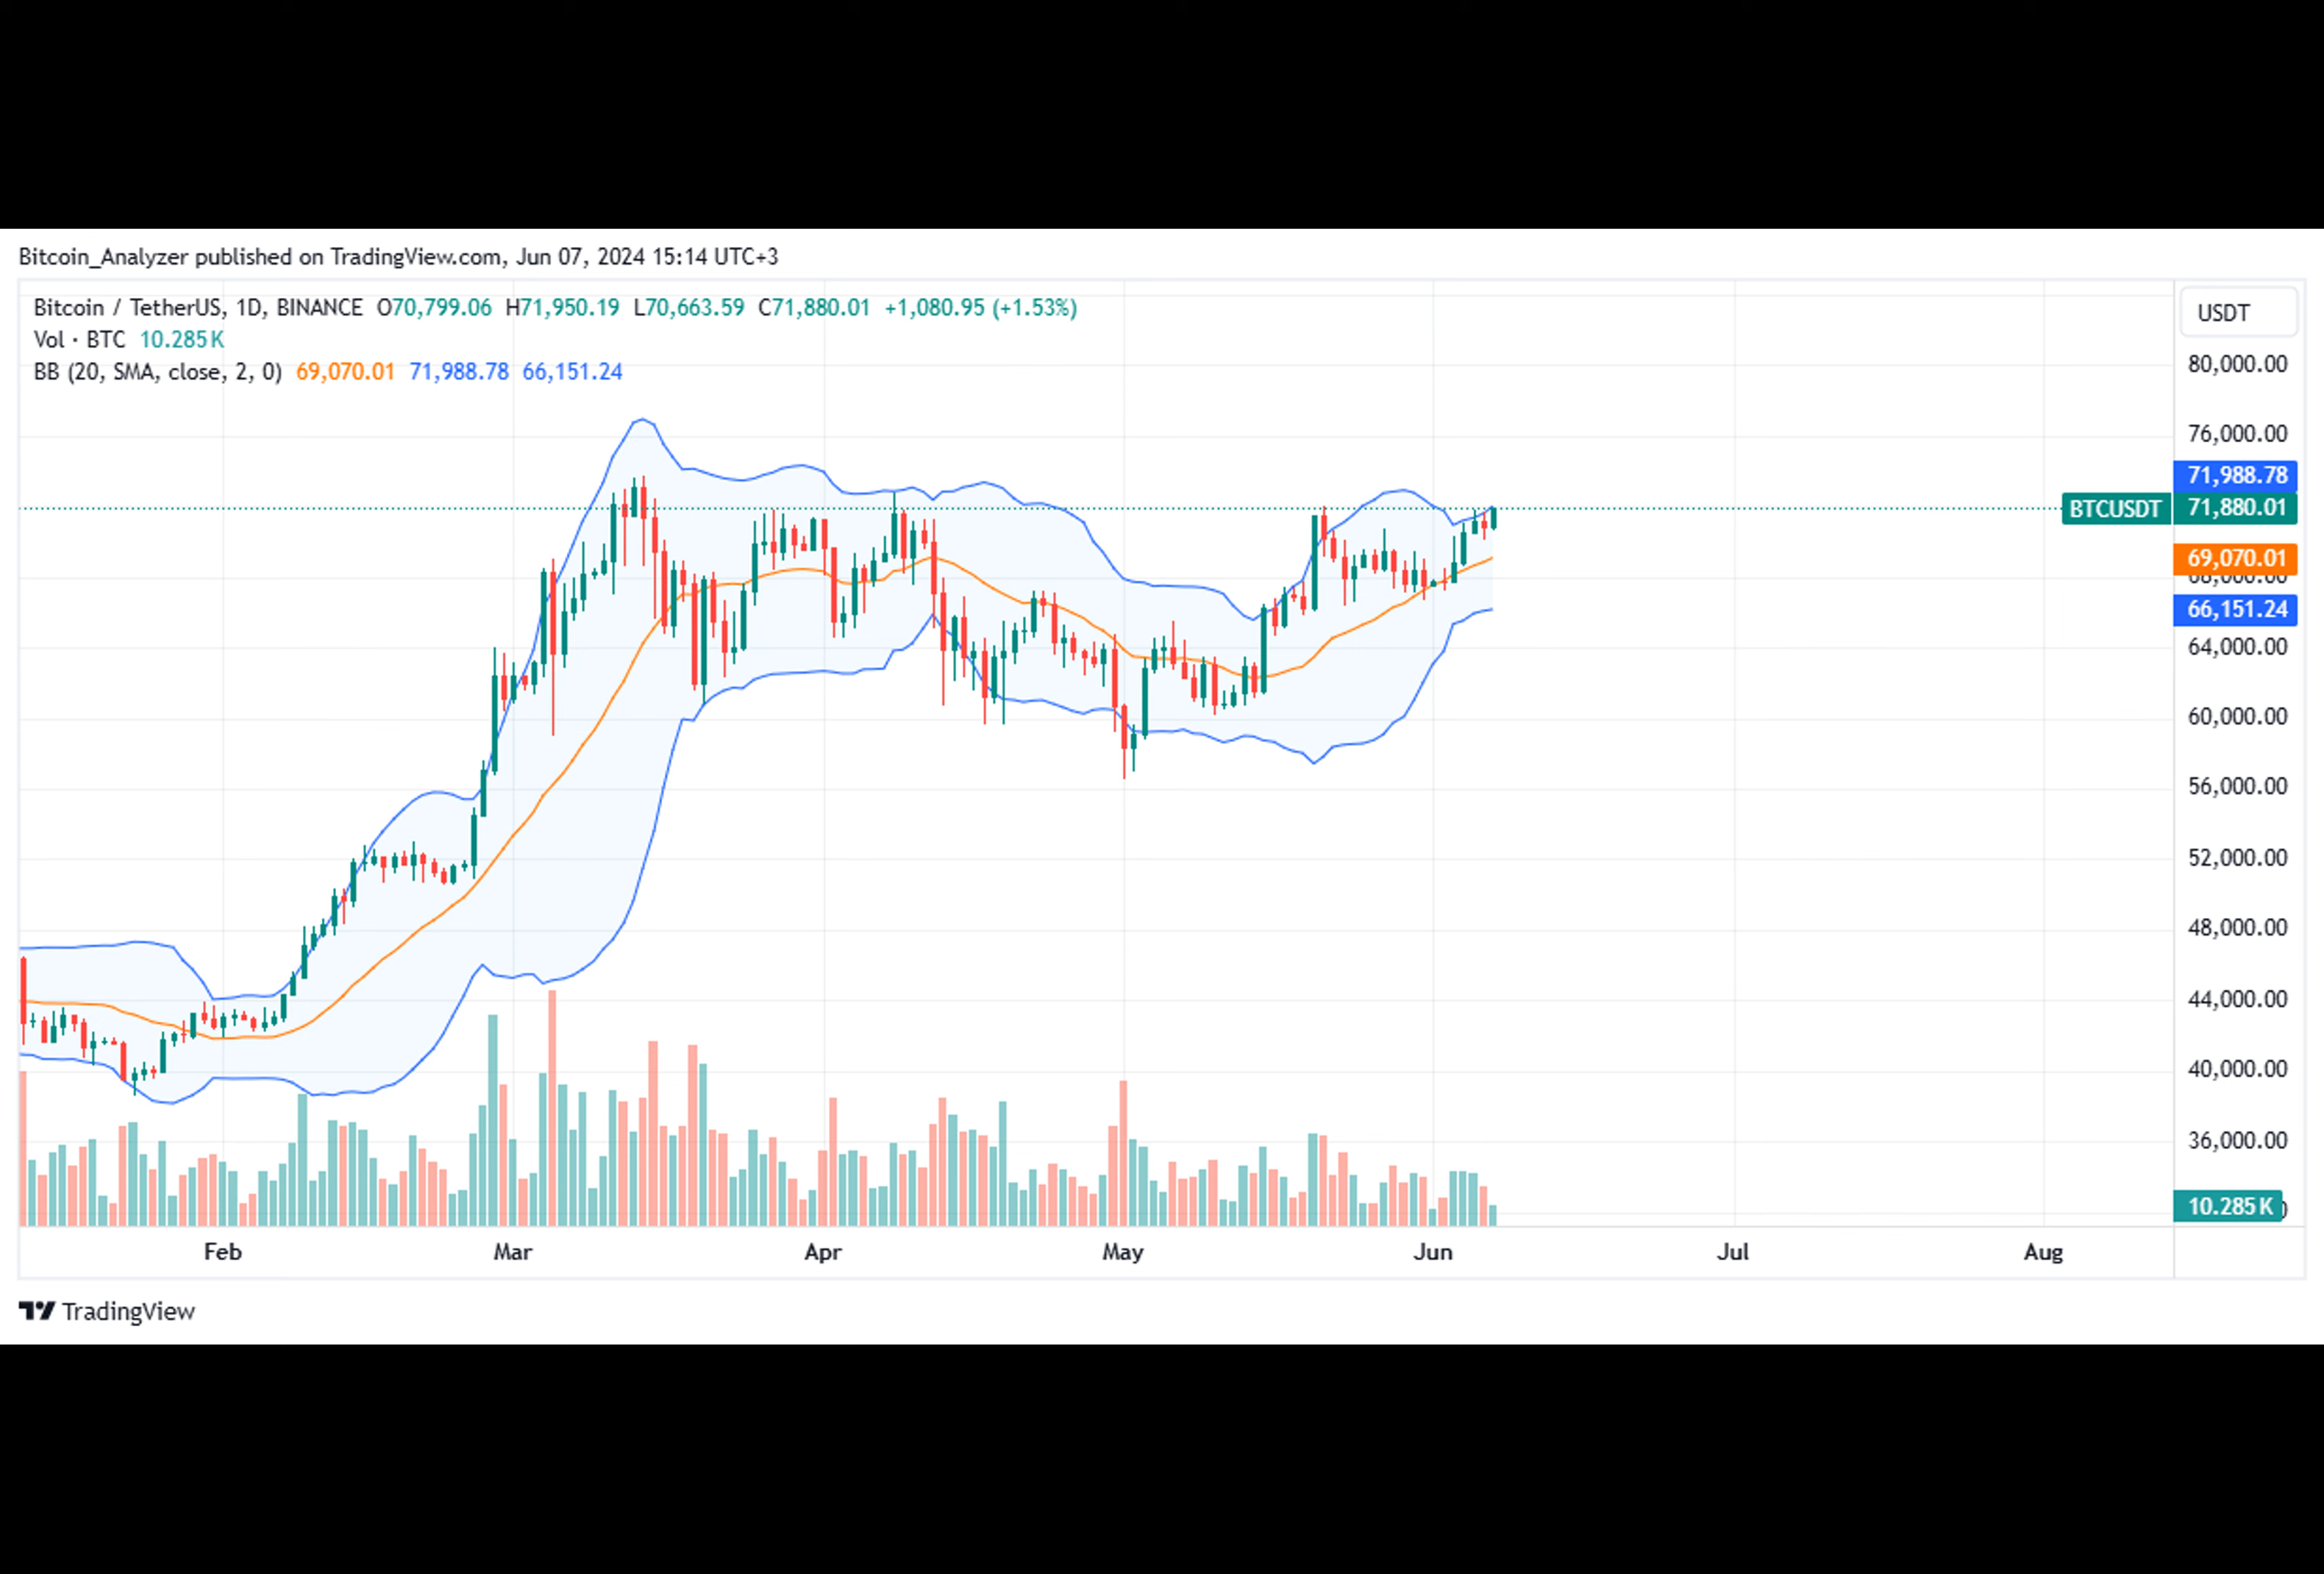 Bitcoin_Analyzer published on TradingView.com, Jun 07, 2024 15:14 UTC+3
Bitcoin / TetherUS, 1D, BINANCE O70,799.06 H71,950.19 L70,663.59 C71,880.01 +1,080.95 (+1.53%)
Vol · BTC 10.285K
BB (20, SMA, close, 2, 0) 69,070.01 71,988.78 66,151.24
USDT
80,000.00
76,000.00
71,988.78
BTCUSDT 71,880.01
69,070.01
68,000.00
66,151.24
64,000.00
60,000.00
56,000.00
52,000.00
48,000.00
44,000.00
40,000.00
36,000.00
10.285K
Feb Mar Apr May Jun Jul Aug
TradingView